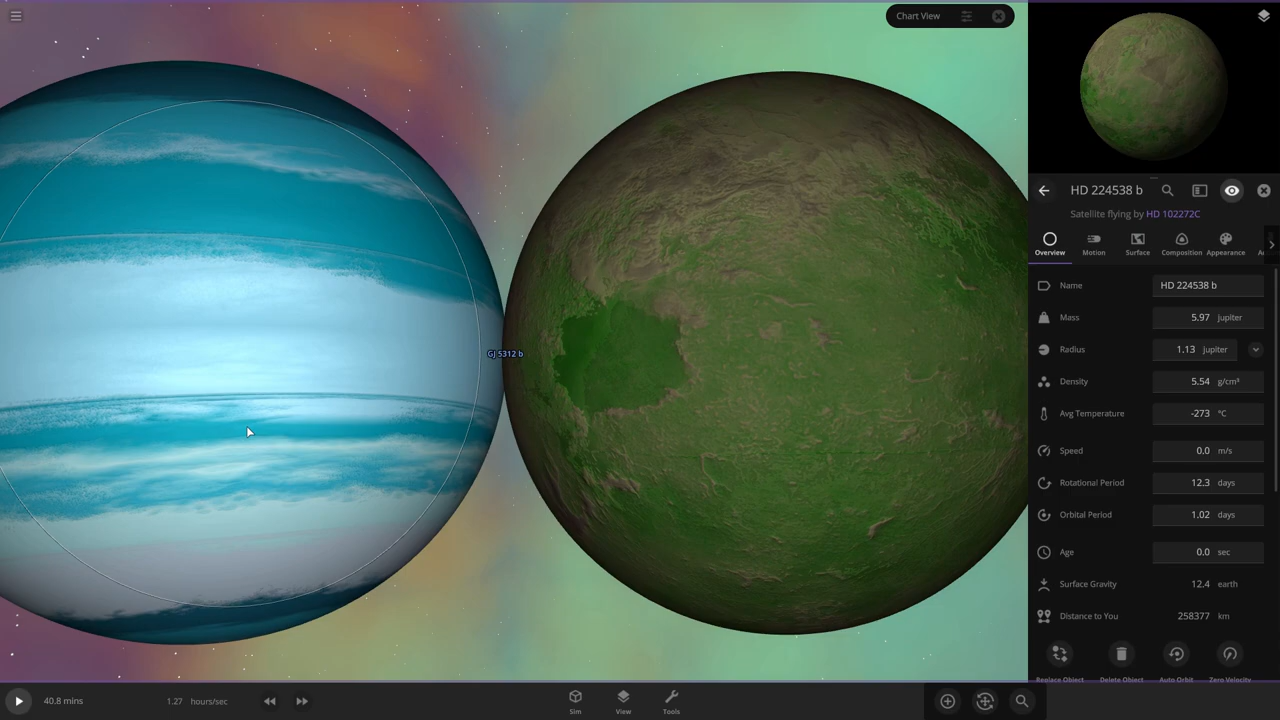 Chart View
GJ 5312 b
HD 224538 b
Satellite flying by HD 102272C
Overview Motion Surface Composition Appearance
Name HD 224538 b
Mass 5.97 jupiter
Radius 1.13 jupiter
Density 5.54 g/cm³
Avg Temperature -273 °C
Speed 0.0 m/s
Rotational Period 12.3 days
Orbital Period 1.02 days
Age 0.0 sec
Surface Gravity 12.4 earth
Distance to You 258377 km
Replace Object Delete Object Auto Orbit Zero Velocity
40.8 mins 1.27 hours/sec Sim View Tools